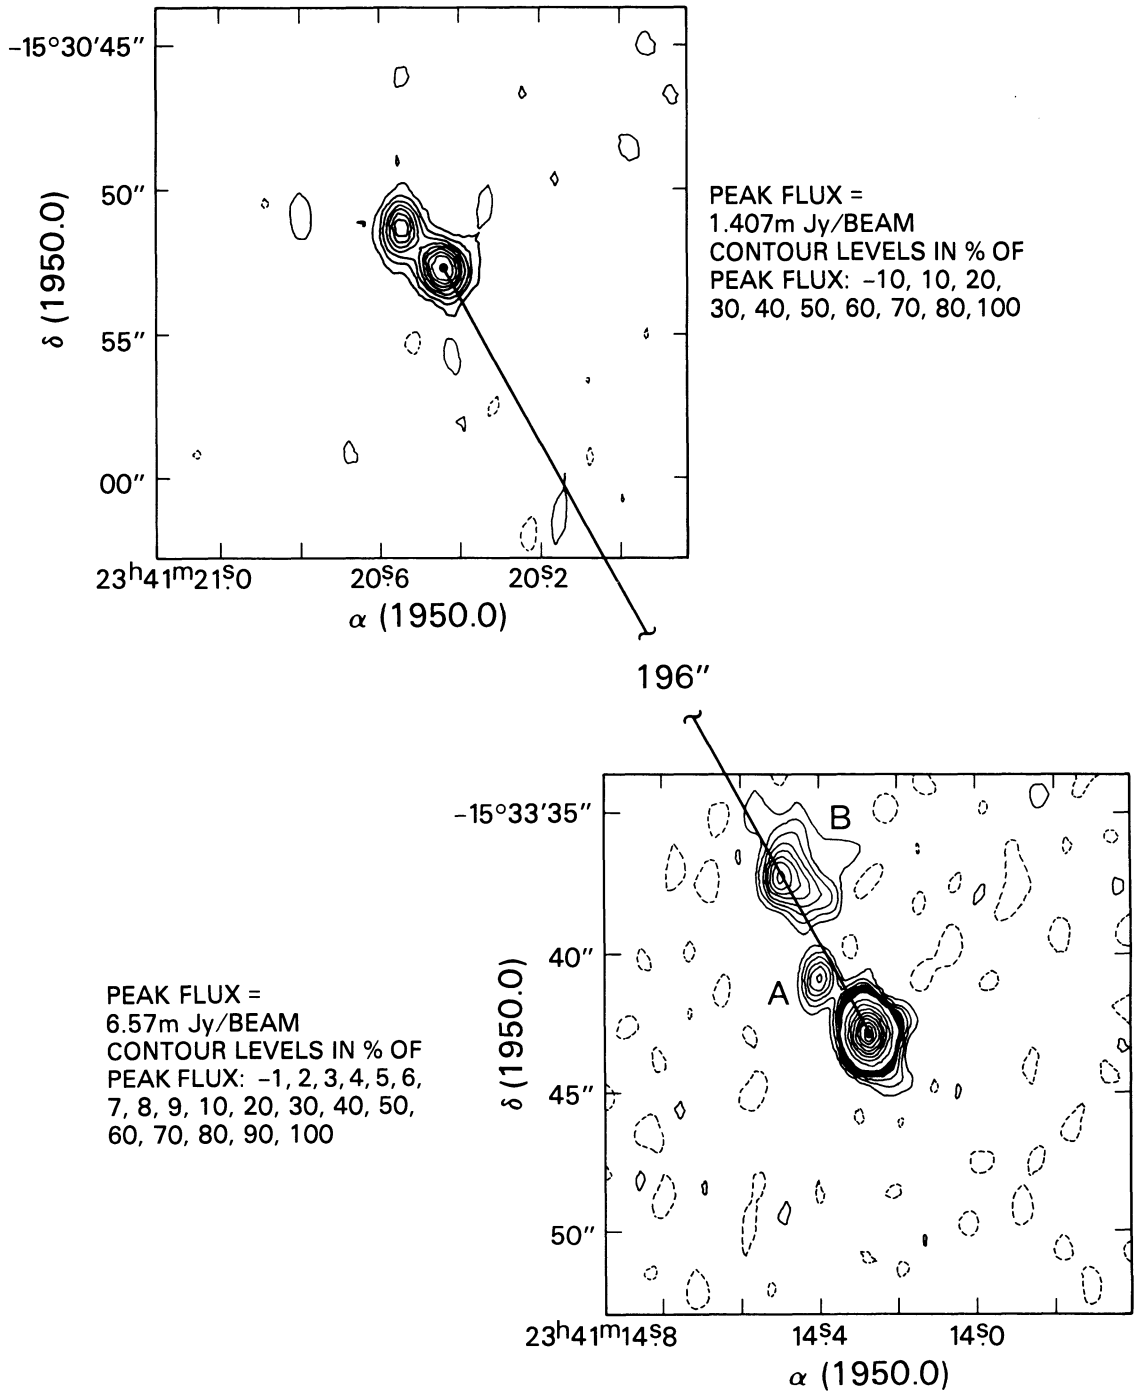 −15°30′45″
50″
55″
00″
δ (1950.0)
23ʰ41ᵐ21ˢ.0
20ˢ.6
20ˢ.2
α (1950.0)
PEAK FLUX =
1.407m Jy/BEAM
CONTOUR LEVELS IN % OF
PEAK FLUX: −10, 10, 20,
30, 40, 50, 60, 70, 80,100
196″
−15°33′35″
40″
45″
50″
δ (1950.0)
B
A
23ʰ41ᵐ14ˢ.8
14ˢ.4
14ˢ.0
α (1950.0)
PEAK FLUX =
6.57m Jy/BEAM
CONTOUR LEVELS IN % OF
PEAK FLUX: −1, 2, 3, 4, 5, 6,
7, 8, 9, 10, 20, 30, 40, 50,
60, 70, 80, 90, 100